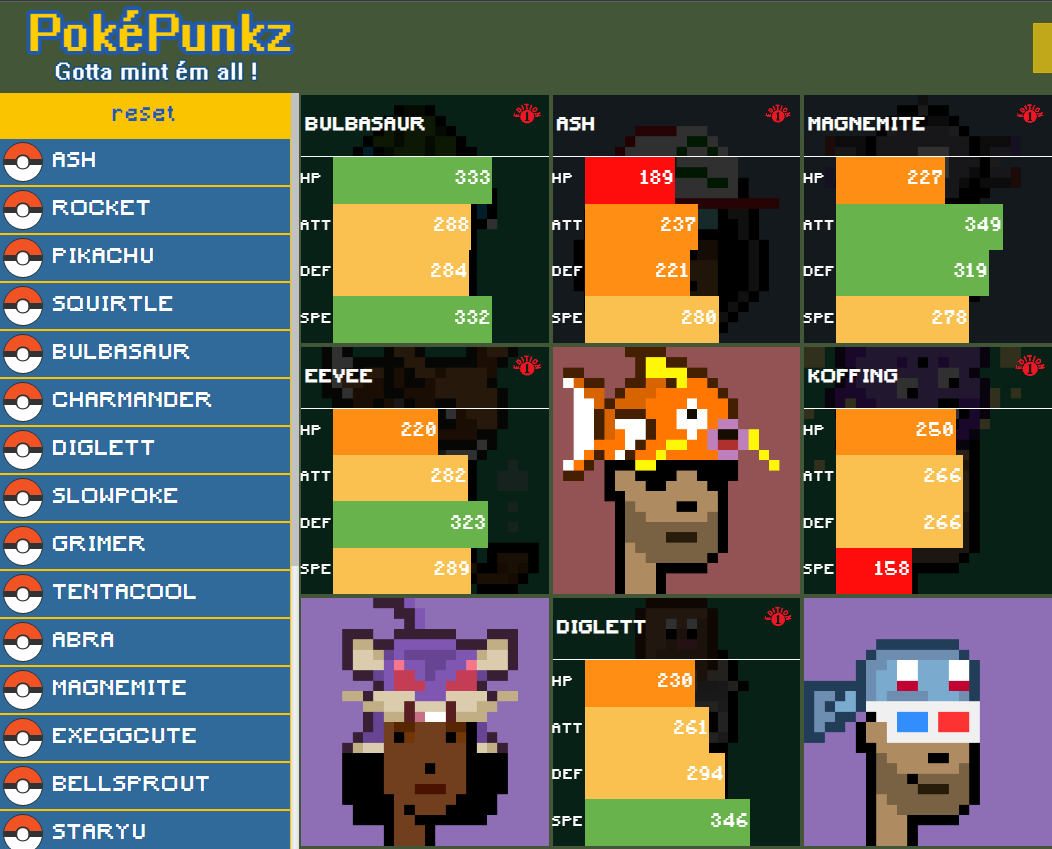 PokéPunkz
Gotta mint ém all !
reset
ASH
ROCKET
PIKACHU
SQUIRTLE
BULBASAUR
CHARMANDER
DIGLETT
SLOWPOKE
GRIMER
TENTACOOL
ABRA
MAGNEMITE
EXEGGCUTE
BELLSPROUT
STARYU
BULBASAUR
HP 333
ATT 288
DEF 284
SPE 332
ASH
HP 189
ATT 237
DEF 221
SPE 280
MAGNEMITE
HP 227
ATT 349
DEF 319
SPE 278
EEVEE
HP 220
ATT 282
DEF 323
SPE 289
KOFFING
HP 250
ATT 266
DEF 266
SPE 158
DIGLETT
HP 230
ATT 261
DEF 294
SPE 346